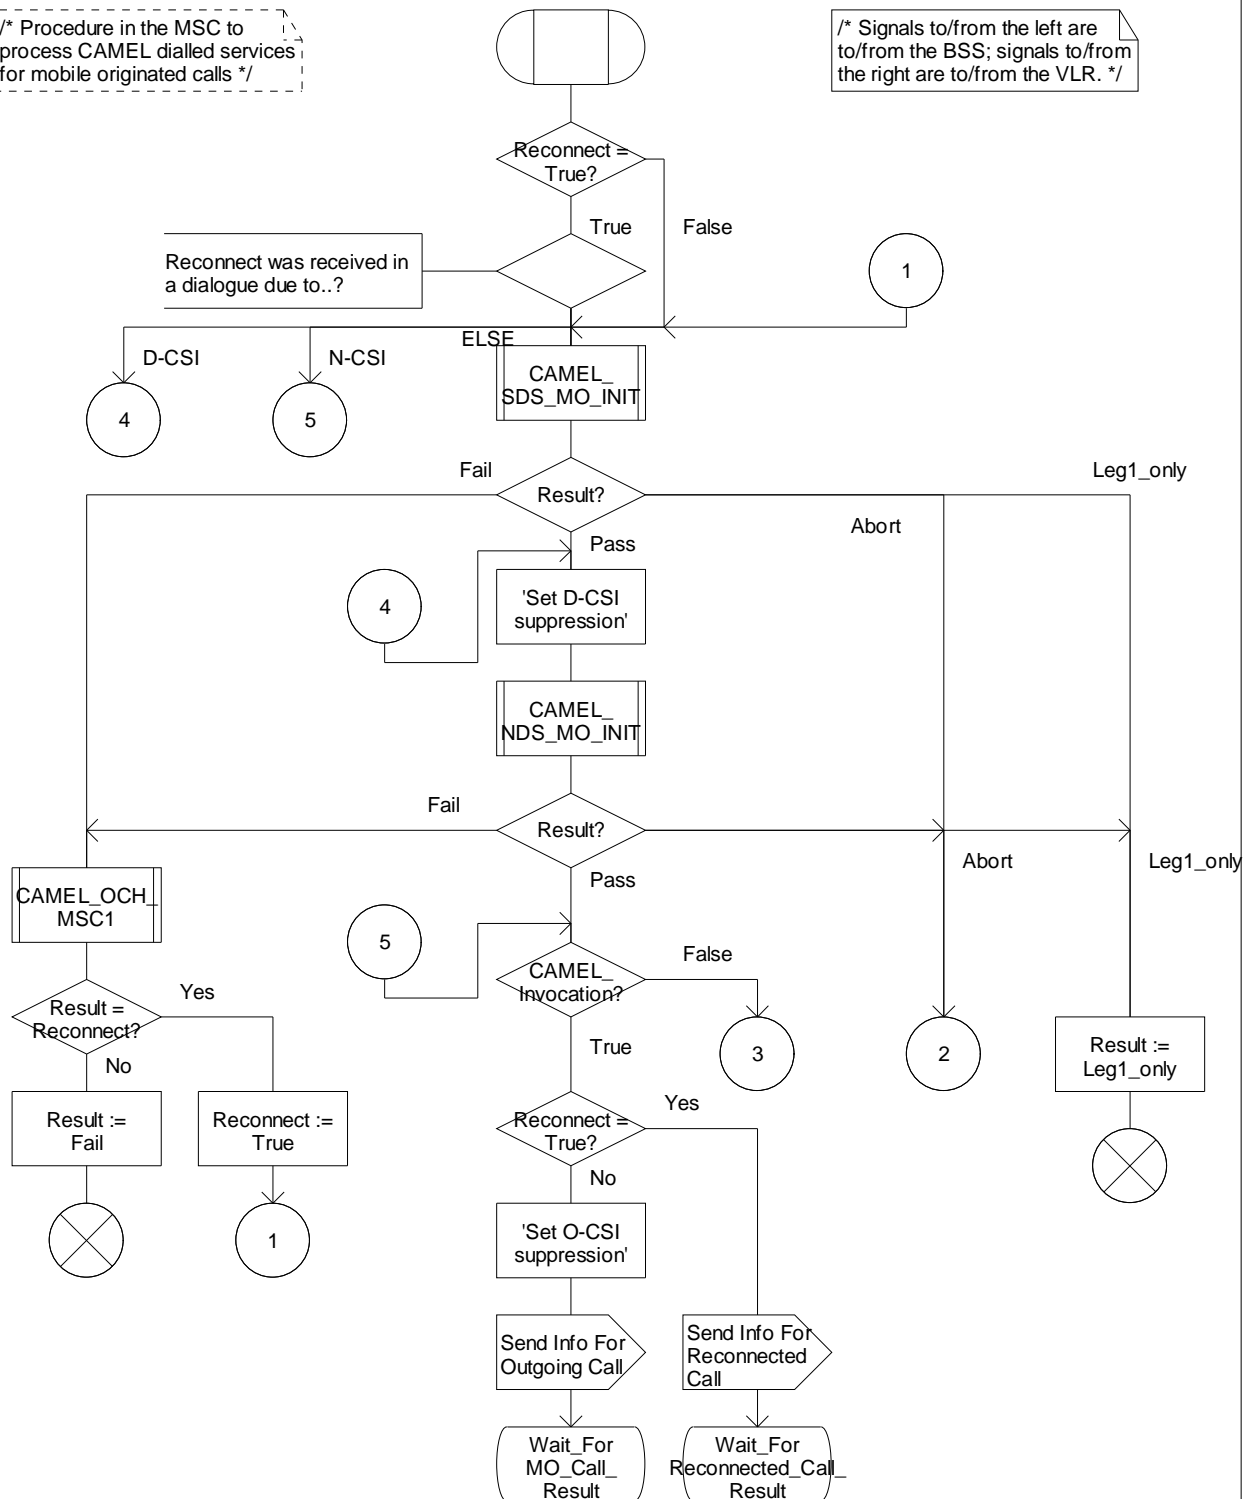 /* Procedure in the MSC to
process CAMEL dialled services
for mobile originated calls */
/* Signals to/from the left are
to/from the BSS; signals to/from
the right are to/from the VLR. */
Reconnect =
True?
True
False
Reconnect was received in
a dialogue due to..?
1
ELSE
D-CSI
N-CSI
CAMEL_
SDS_MO_INIT
4
5
Fail
Leg1_only
Result?
Abort
Pass
4
'Set D-CSI
suppression'
CAMEL_
NDS_MO_INIT
Fail
Result?
Abort
Leg1_only
Pass
CAMEL_OCH_
MSC1
5
False
CAMEL_
Invocation?
Yes
Result =
Reconnect?
True
3
2
Result :=
Leg1_only
No
Yes
Result :=
Fail
Reconnect :=
True
Reconnect =
True?
No
1
'Set O-CSI
suppression'
Send Info For
Outgoing Call
Send Info For
Reconnected
Call
Wait_For
MO_Call_
Result
Wait_For
Reconnected_Call_
Result